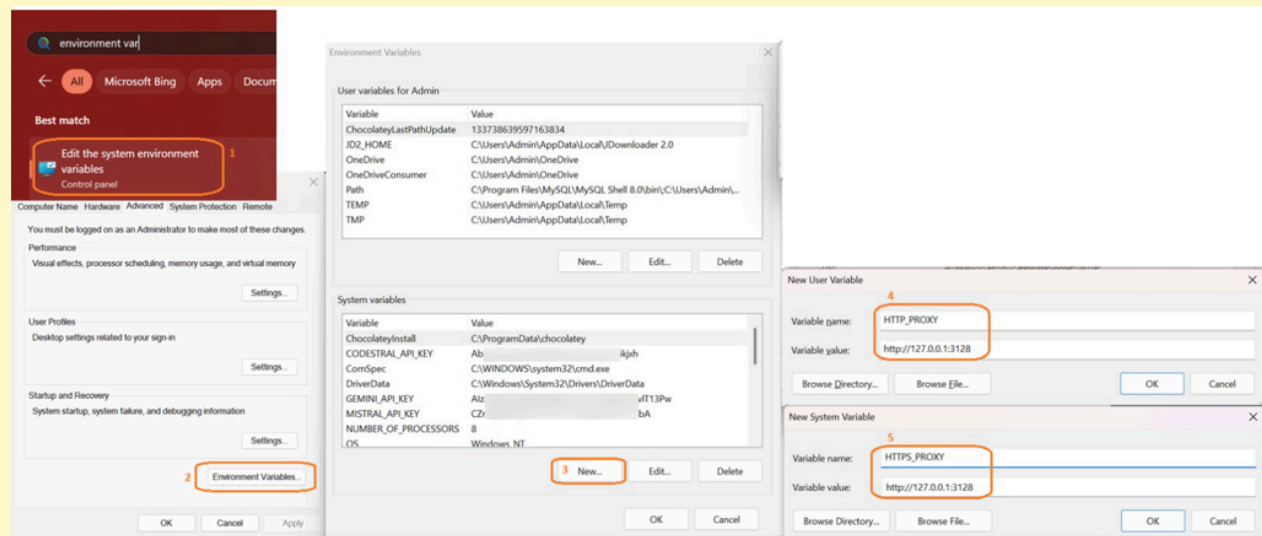 environment var
All Microsoft Bing Apps Docum
Best match
Edit the system environment
variables
Control panel
1
Computer Name Hardware Advanced System Protection Remote
You must be logged on as an Administrator to make most of these changes.
Performance
Visual effects, processor scheduling, memory usage, and virtual memory
Settings...
User Profiles
Desktop settings related to your sign-in
Settings...
Startup and Recovery
System startup, system failure, and debugging information
Settings...
2 Environment Variables...
OK Cancel Apply
Environment Variables
User variables for Admin
Variable Value
ChocolateyLastPathUpdate 133738639597163834
JD2_HOME C:\Users\Admin\AppData\Local\JDownloader 2.0
OneDrive C:\Users\Admin\OneDrive
OneDriveConsumer C:\Users\Admin\OneDrive
Path C:\Program Files\MySQL\MySQL Shell 8.0\bin\;C:\Users\Admin\...
TEMP C:\Users\Admin\AppData\Local\Temp
TMP C:\Users\Admin\AppData\Local\Temp
New... Edit... Delete
System variables
Variable Value
ChocolateyInstall C:\ProgramData\chocolatey
CODESTRAL_API_KEY Ab ikjxh
ComSpec C:\WINDOWS\system32\cmd.exe
DriverData C:\Windows\System32\Drivers\DriverData
GEMINI_API_KEY AIz vIT13Pw
MISTRAL_API_KEY CZr bA
NUMBER_OF_PROCESSORS 8
OS Windows_NT
3 New... Edit... Delete
OK Cancel
New User Variable
4
Variable name: HTTP_PROXY
Variable value: http://127.0.0.1:3128
Browse Directory... Browse File... OK Cancel
New System Variable
5
Variable name: HTTPS_PROXY
Variable value: http://127.0.0.1:3128
Browse Directory... Browse File... OK Cancel